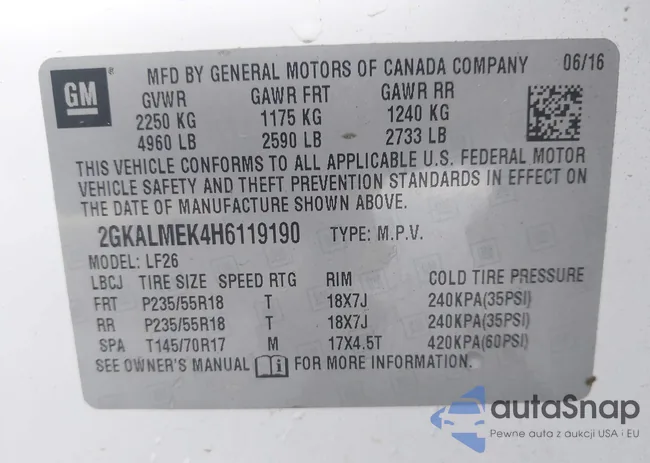 GM
MFD BY GENERAL MOTORS OF CANADA COMPANY 06/16
GVWR GAWR FRT GAWR RR
2250 KG 1175 KG 1240 KG
4960 LB 2590 LB 2733 LB
THIS VEHICLE CONFORMS TO ALL APPLICABLE U.S. FEDERAL MOTOR
VEHICLE SAFETY AND THEFT PREVENTION STANDARDS IN EFFECT ON
THE DATE OF MANUFACTURE SHOWN ABOVE.
2GKALMEK4H6119190 TYPE: M.P.V.
MODEL: LF26
LBCJ TIRE SIZE SPEED RTG RIM COLD TIRE PRESSURE
FRT P235/55R18 T 18X7J 240KPA(35PSI)
RR P235/55R18 T 18X7J 240KPA(35PSI)
SPA T145/70R17 M 17X4.5T 420KPA(60PSI)
SEE OWNER'S MANUAL FOR MORE INFORMATION.
autaSnap
Pewne auta z aukcji USA i EU